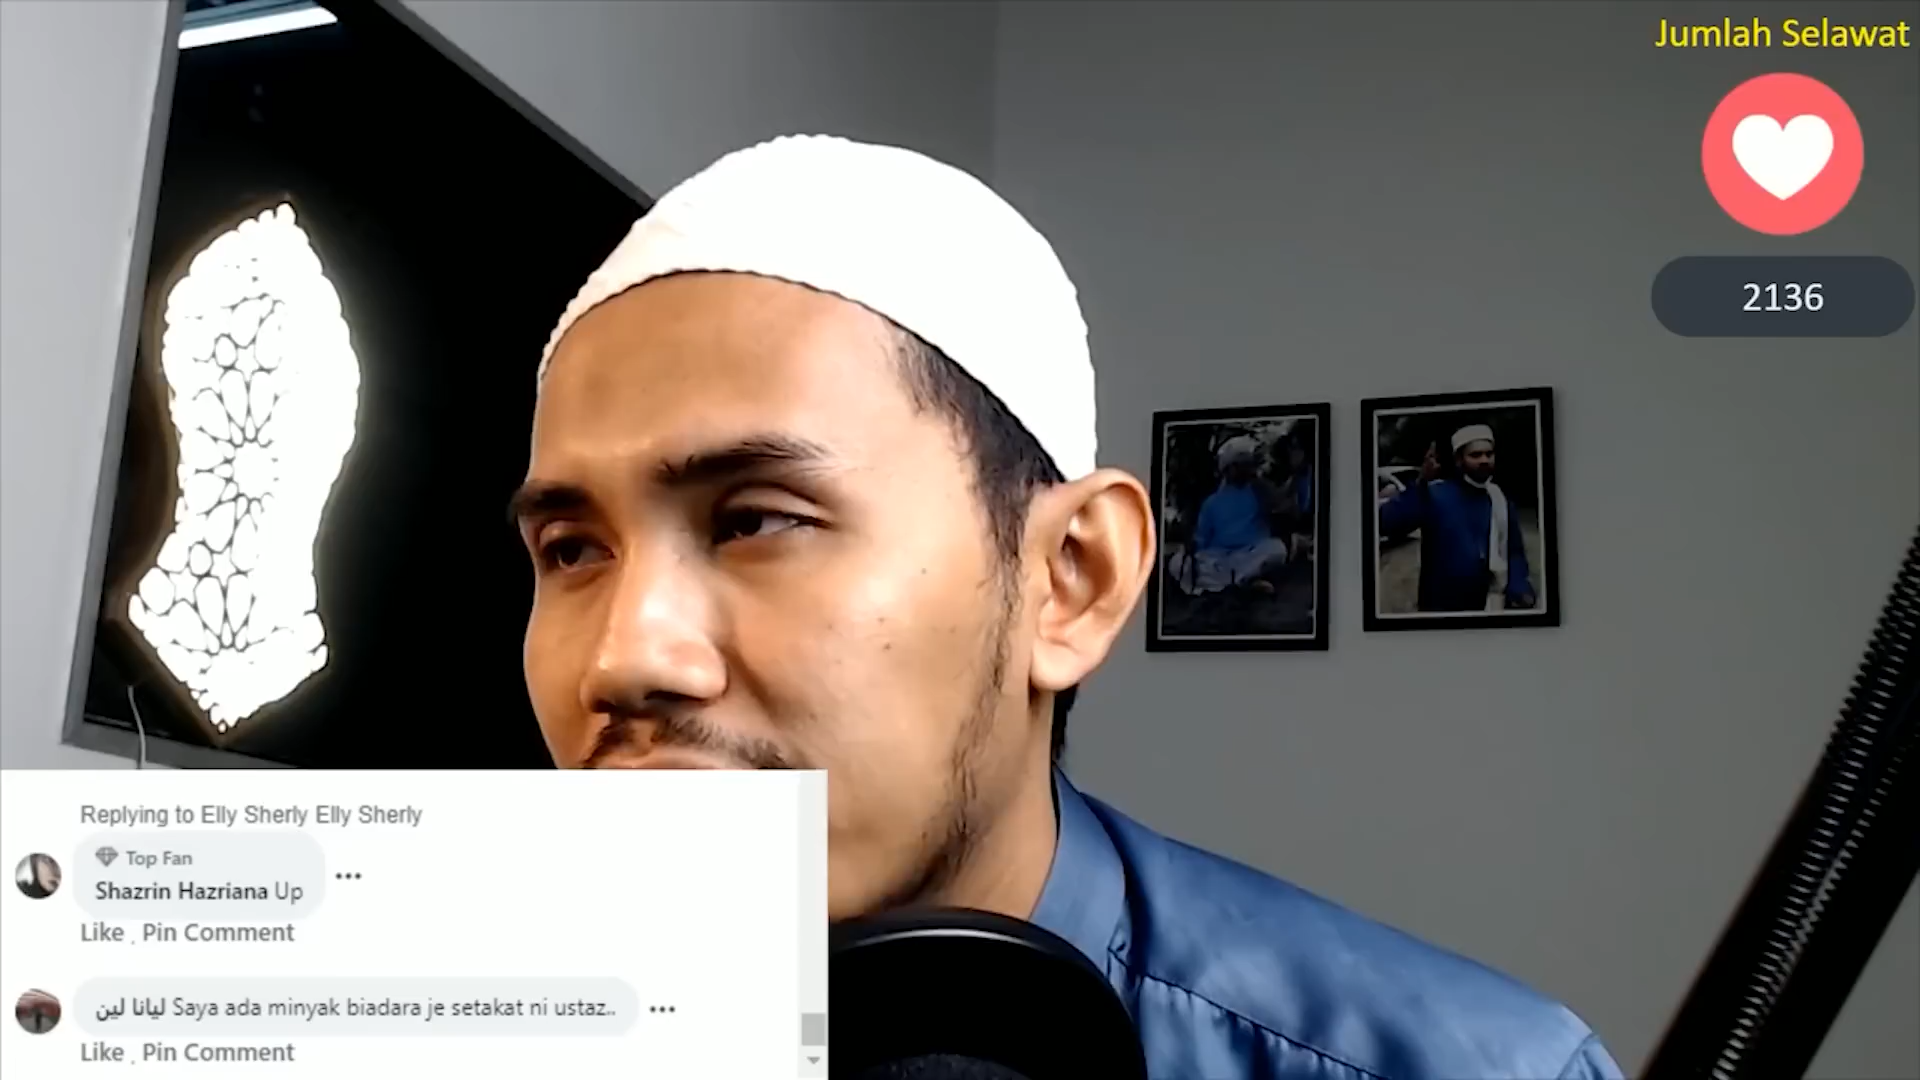 Jumlah Selawat
2136
Replying to Elly Sherly Elly Sherly
Top Fan
Shazrin Hazriana Up
Like . Pin Comment
ليانا لين Saya ada minyak biadara je setakat ni ustaz..
Like . Pin Comment